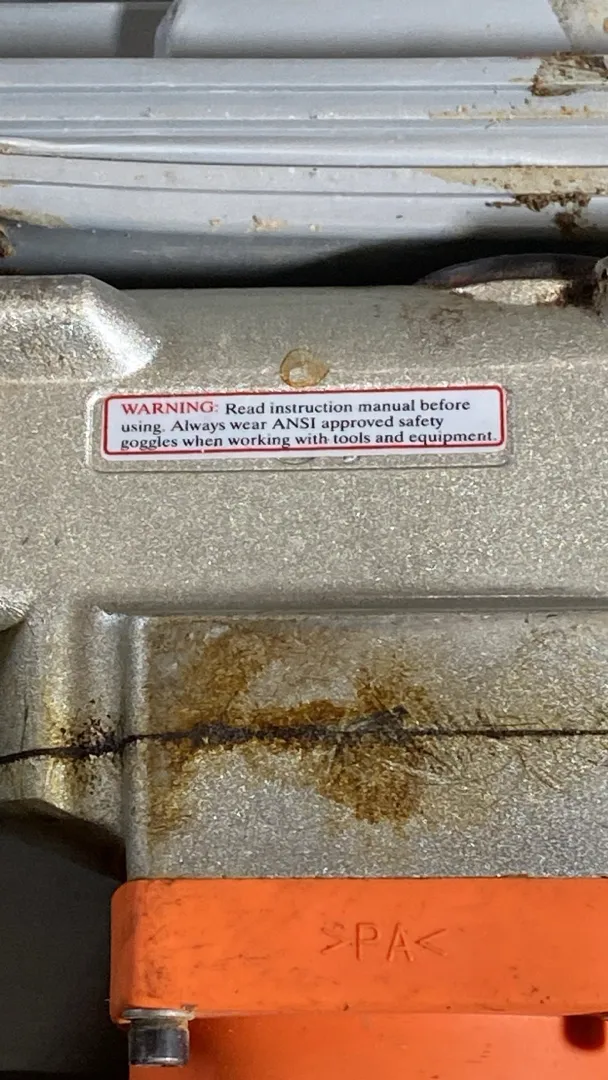 WARNING: Read instruction manual before
using. Always wear ANSI approved safety
goggles when working with tools and equipment.
>PA<